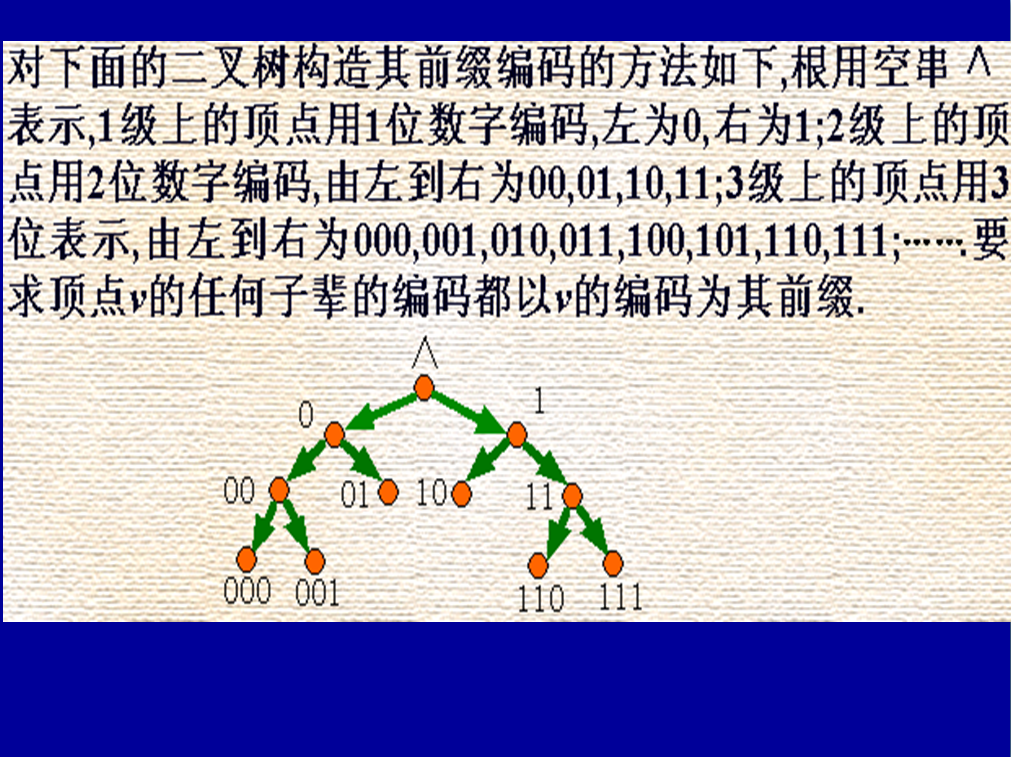 对下面的二叉树构造其前缀编码的方法如下,根用空串 ∧
表示,1级上的顶点用1位数字编码,左为0,右为1;2级上的顶
点用2位数字编码,由左到右为00,01,10,11;3级上的顶点用3
位表示,由左到右为000,001,010,011,100,101,110,111;…….要
求顶点v的任何子辈的编码都以v的编码为其前缀.
∧
0 1
00 01 10 11
000 001 110 111